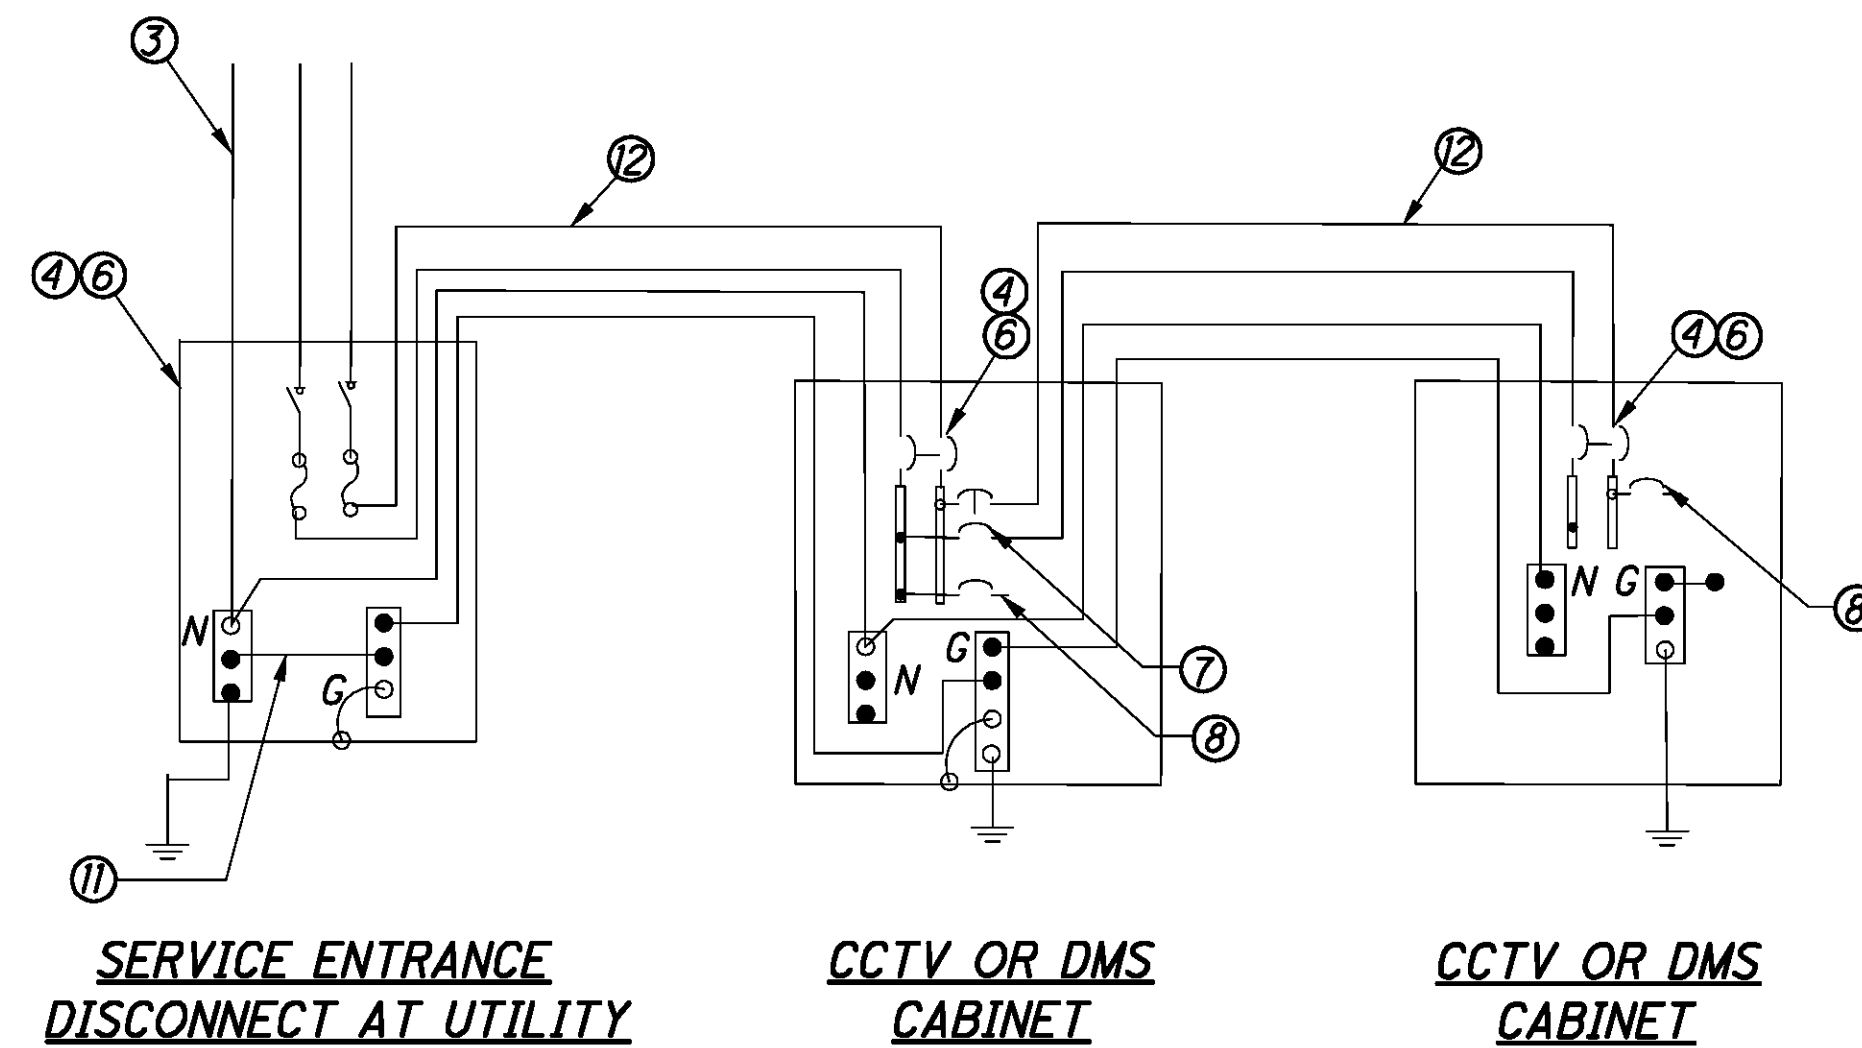 3
12
12
4 6
4
6
4 6
8
N
G
G
N
N G
7
8
11
SERVICE ENTRANCE
DISCONNECT AT UTILITY
CCTV OR DMS
CABINET
CCTV OR DMS
CABINET